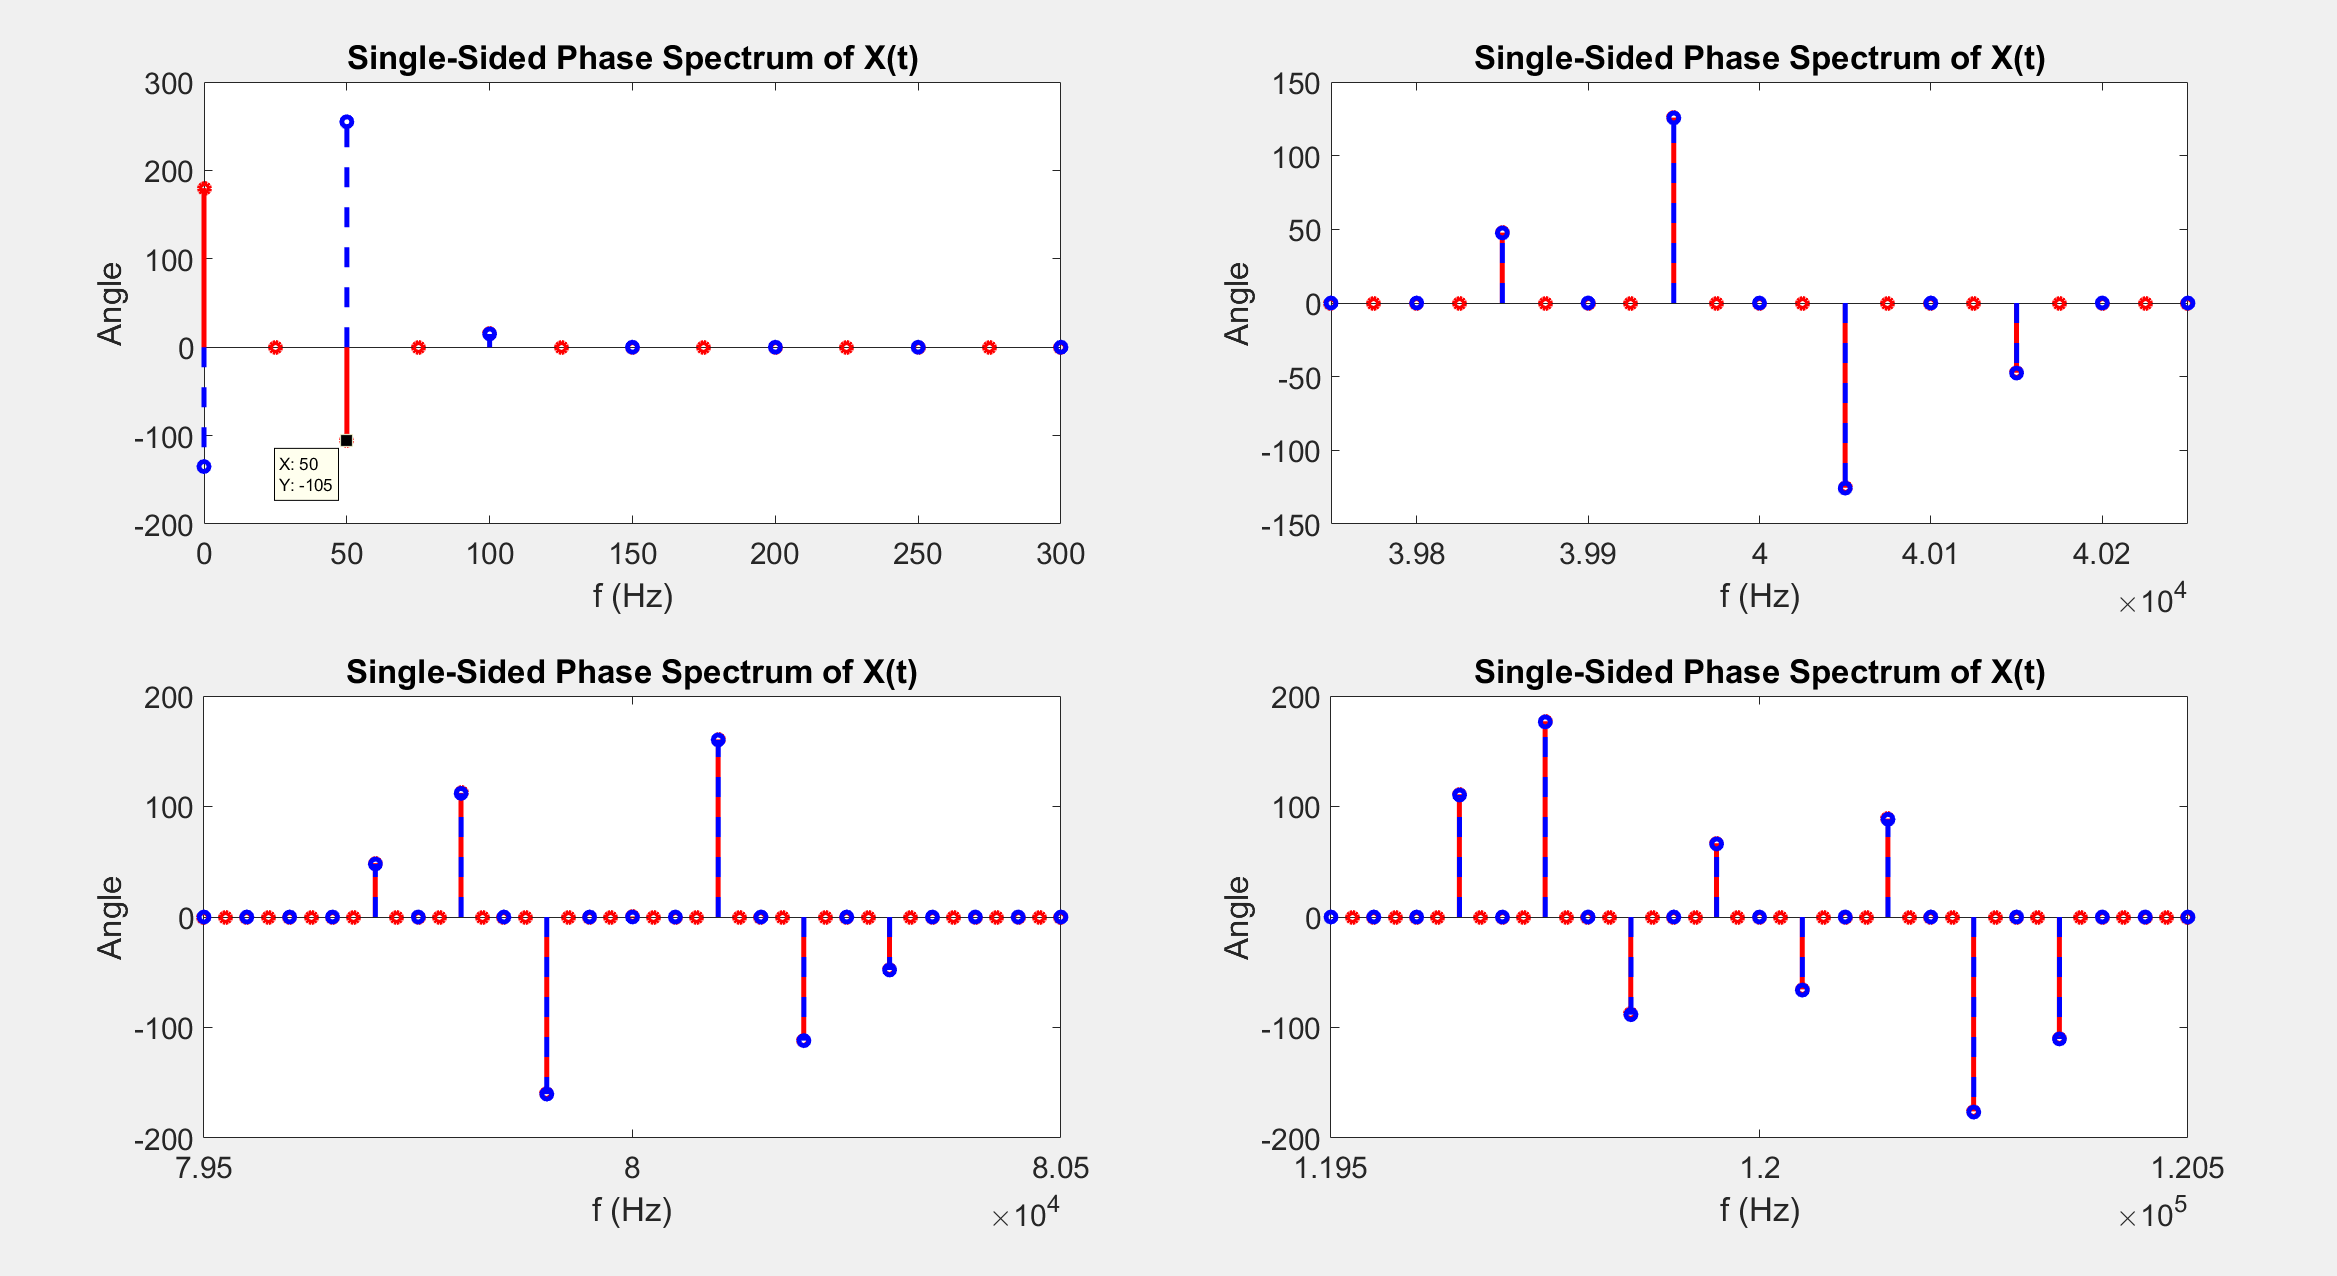 Single-Sided Phase Spectrum of X(t)
300
200
100
0
-100
-200
Angle
X: 50
Y: -105
0 50 100 150 200 250 300
f (Hz)
Single-Sided Phase Spectrum of X(t)
150
100
50
0
-50
-100
-150
Angle
3.98 3.99 4 4.01 4.02
f (Hz)
×10^4
Single-Sided Phase Spectrum of X(t)
200
100
0
-100
-200
Angle
7.95 8 8.05
f (Hz)
×10^4
Single-Sided Phase Spectrum of X(t)
200
100
0
-100
-200
Angle
1.195 1.2 1.205
f (Hz)
×10^5